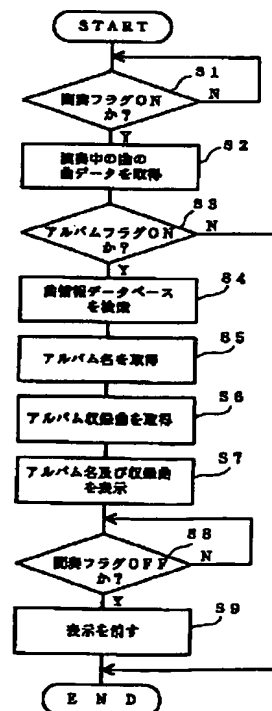 START
S1
間奏フラグON
か?
N
Y
S2
演奏中の曲の
曲データを取得
S3
アルバムフラグON
か?
N
Y
S4
曲情報データベース
を検索
S5
アルバム名を取得
S6
アルバム収録曲を取得
S7
アルバム名及び収録曲
を表示
S8
間奏フラグOFF
か?
N
Y
S9
表示を消す
END